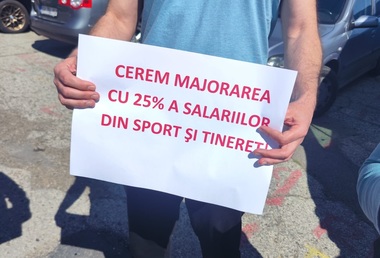 CEREM MAJORAREA
CU 25% A SALARIILOR
DIN SPORT ȘI TINERET!